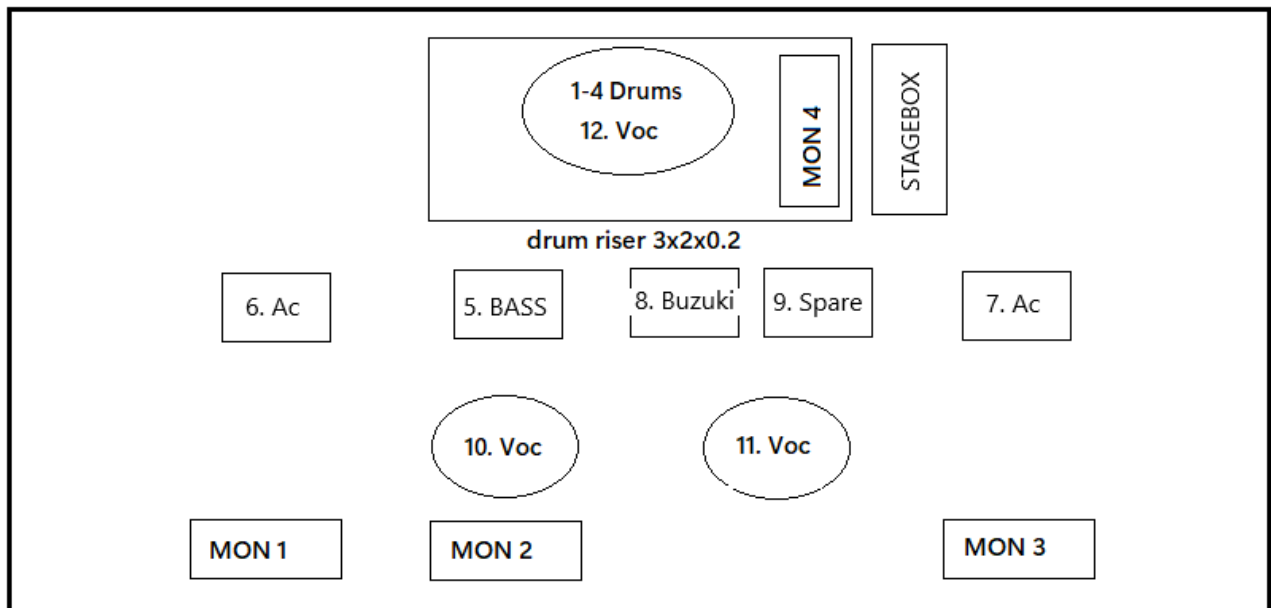 1-4 Drums
12. Voc
MON 4
STAGEBOX
drum riser 3x2x0.2
6. Ac
5. BASS
8. Buzuki
9. Spare
7. Ac
10. Voc
11. Voc
MON 1
MON 2
MON 3